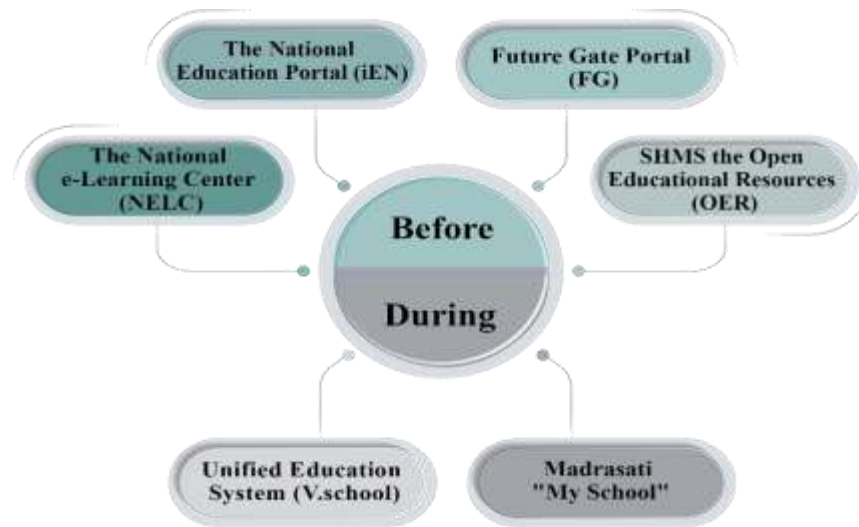 The National
Education Portal (iEN)
Future Gate Portal
(FG)
The National
e-Learning Center
(NELC)
SHMS the Open
Educational Resources
(OER)
Before
During
Unified Education
System (V.school)
Madrasati
"My School"